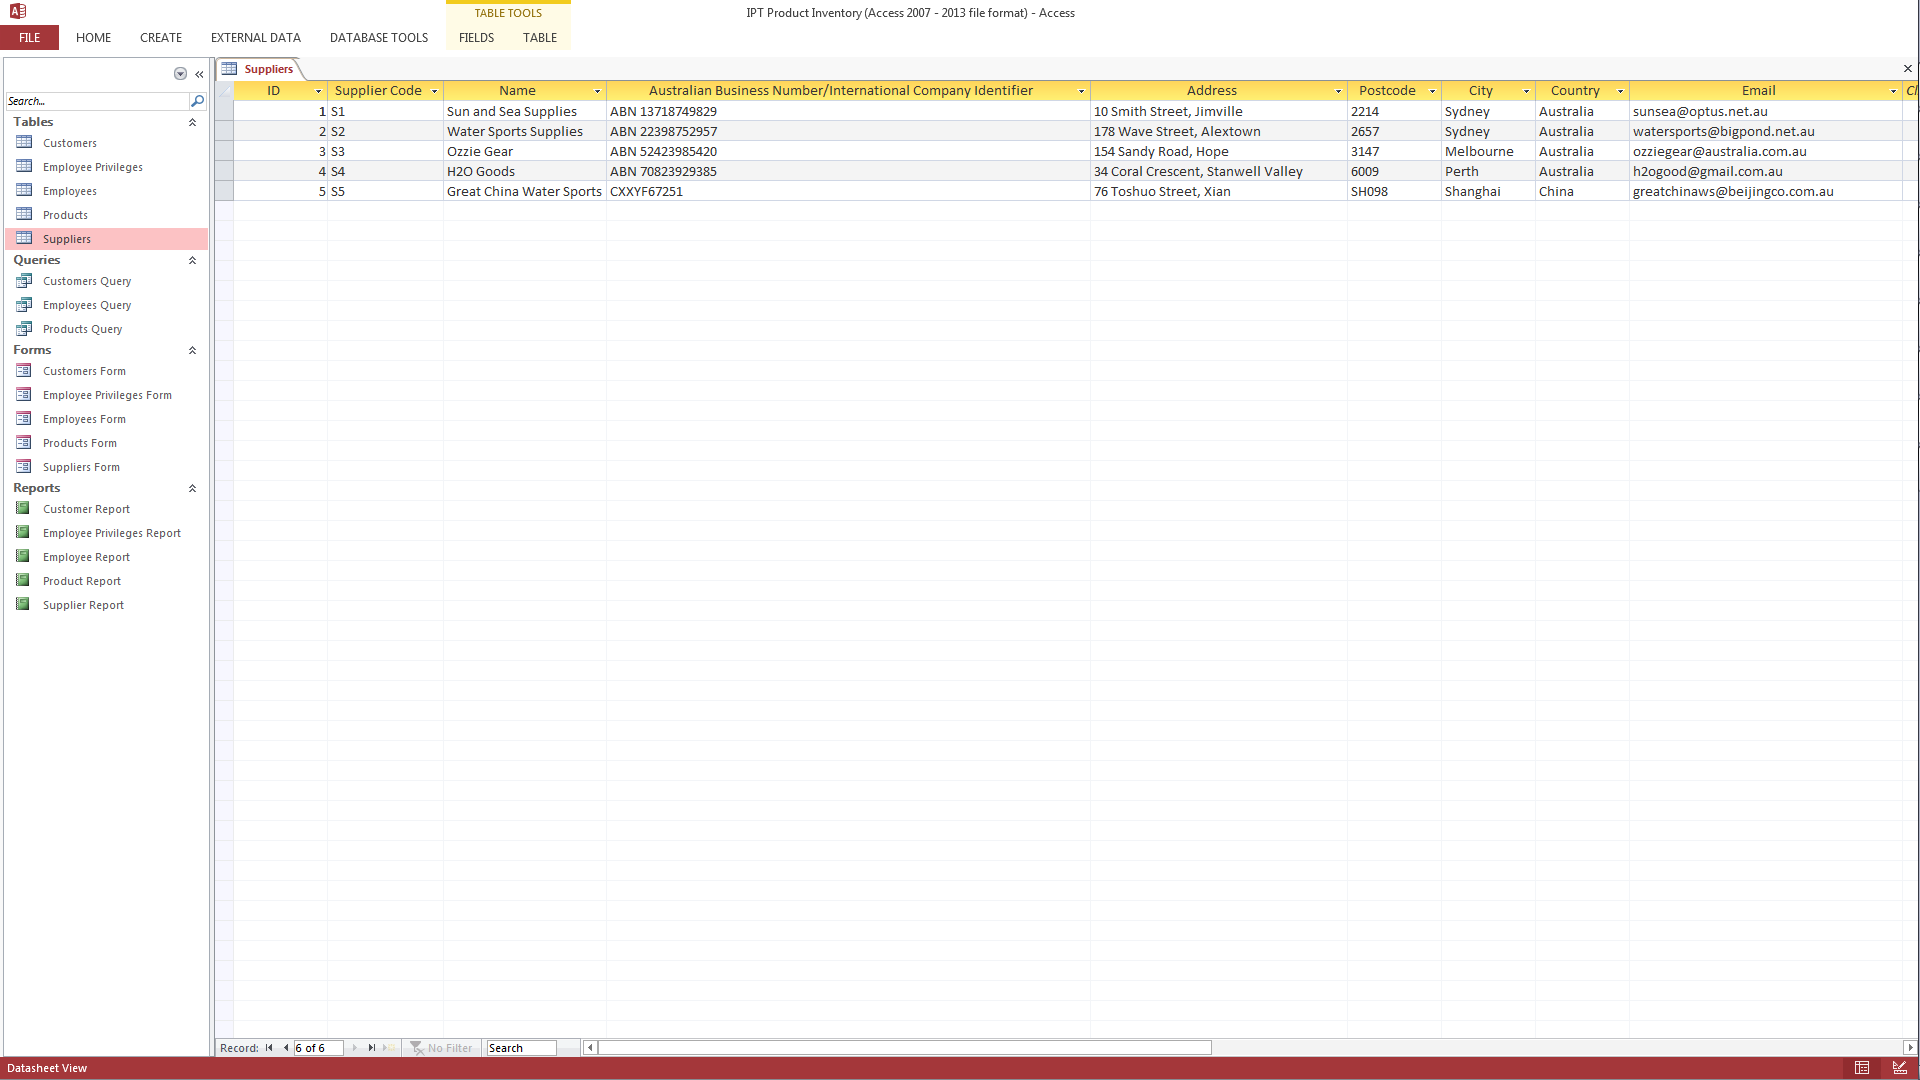 TABLE TOOLS
IPT Product Inventory (Access 2007 - 2013 file format) - Access
FILE HOME CREATE EXTERNAL DATA DATABASE TOOLS FIELDS TABLE
Search...
Tables
Customers
Employee Privileges
Employees
Products
Suppliers
Queries
Customers Query
Employees Query
Products Query
Forms
Customers Form
Employee Privileges Form
Employees Form
Products Form
Suppliers Form
Reports
Customer Report
Employee Privileges Report
Employee Report
Product Report
Supplier Report
Suppliers
ID Supplier Code Name Australian Business Number/International Company Identifier Address Postcode City Country Email
1 S1 Sun and Sea Supplies ABN 13718749829 10 Smith Street, Jimville 2214 Sydney Australia sunsea@optus.net.au
2 S2 Water Sports Supplies ABN 22398752957 178 Wave Street, Alextown 2657 Sydney Australia watersports@bigpond.net.au
3 S3 Ozzie Gear ABN 52423985420 154 Sandy Road, Hope 3147 Melbourne Australia ozziegear@australia.com.au
4 S4 H2O Goods ABN 70823929385 34 Coral Crescent, Stanwell Valley 6009 Perth Australia h2ogood@gmail.com.au
5 S5 Great China Water Sports CXXYF67251 76 Toshuo Street, Xian SH098 Shanghai China greatchinaws@beijingco.com.au
Record: 6 of 6 No Filter Search
Datasheet View